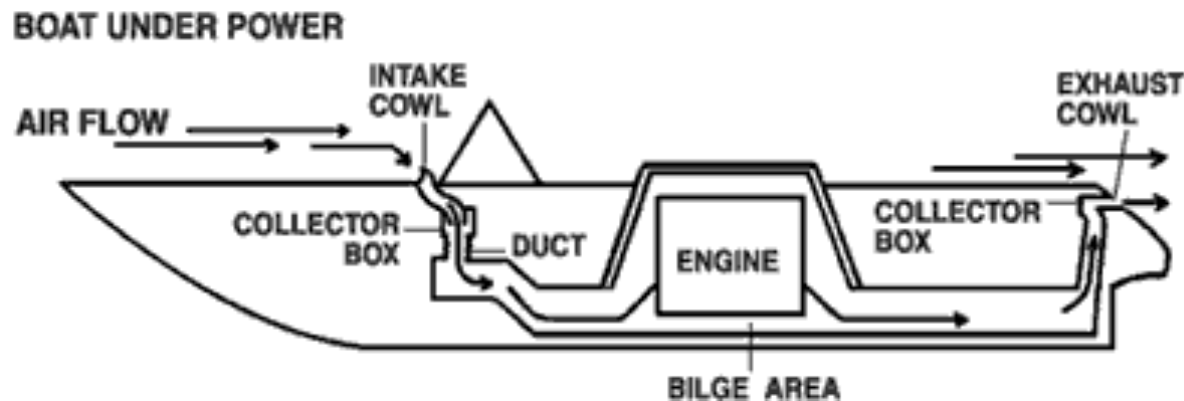 BOAT UNDER POWER
INTAKE
COWL
EXHAUST
COWL
AIR FLOW
COLLECTOR
BOX
DUCT
ENGINE
COLLECTOR
BOX
BILGE AREA